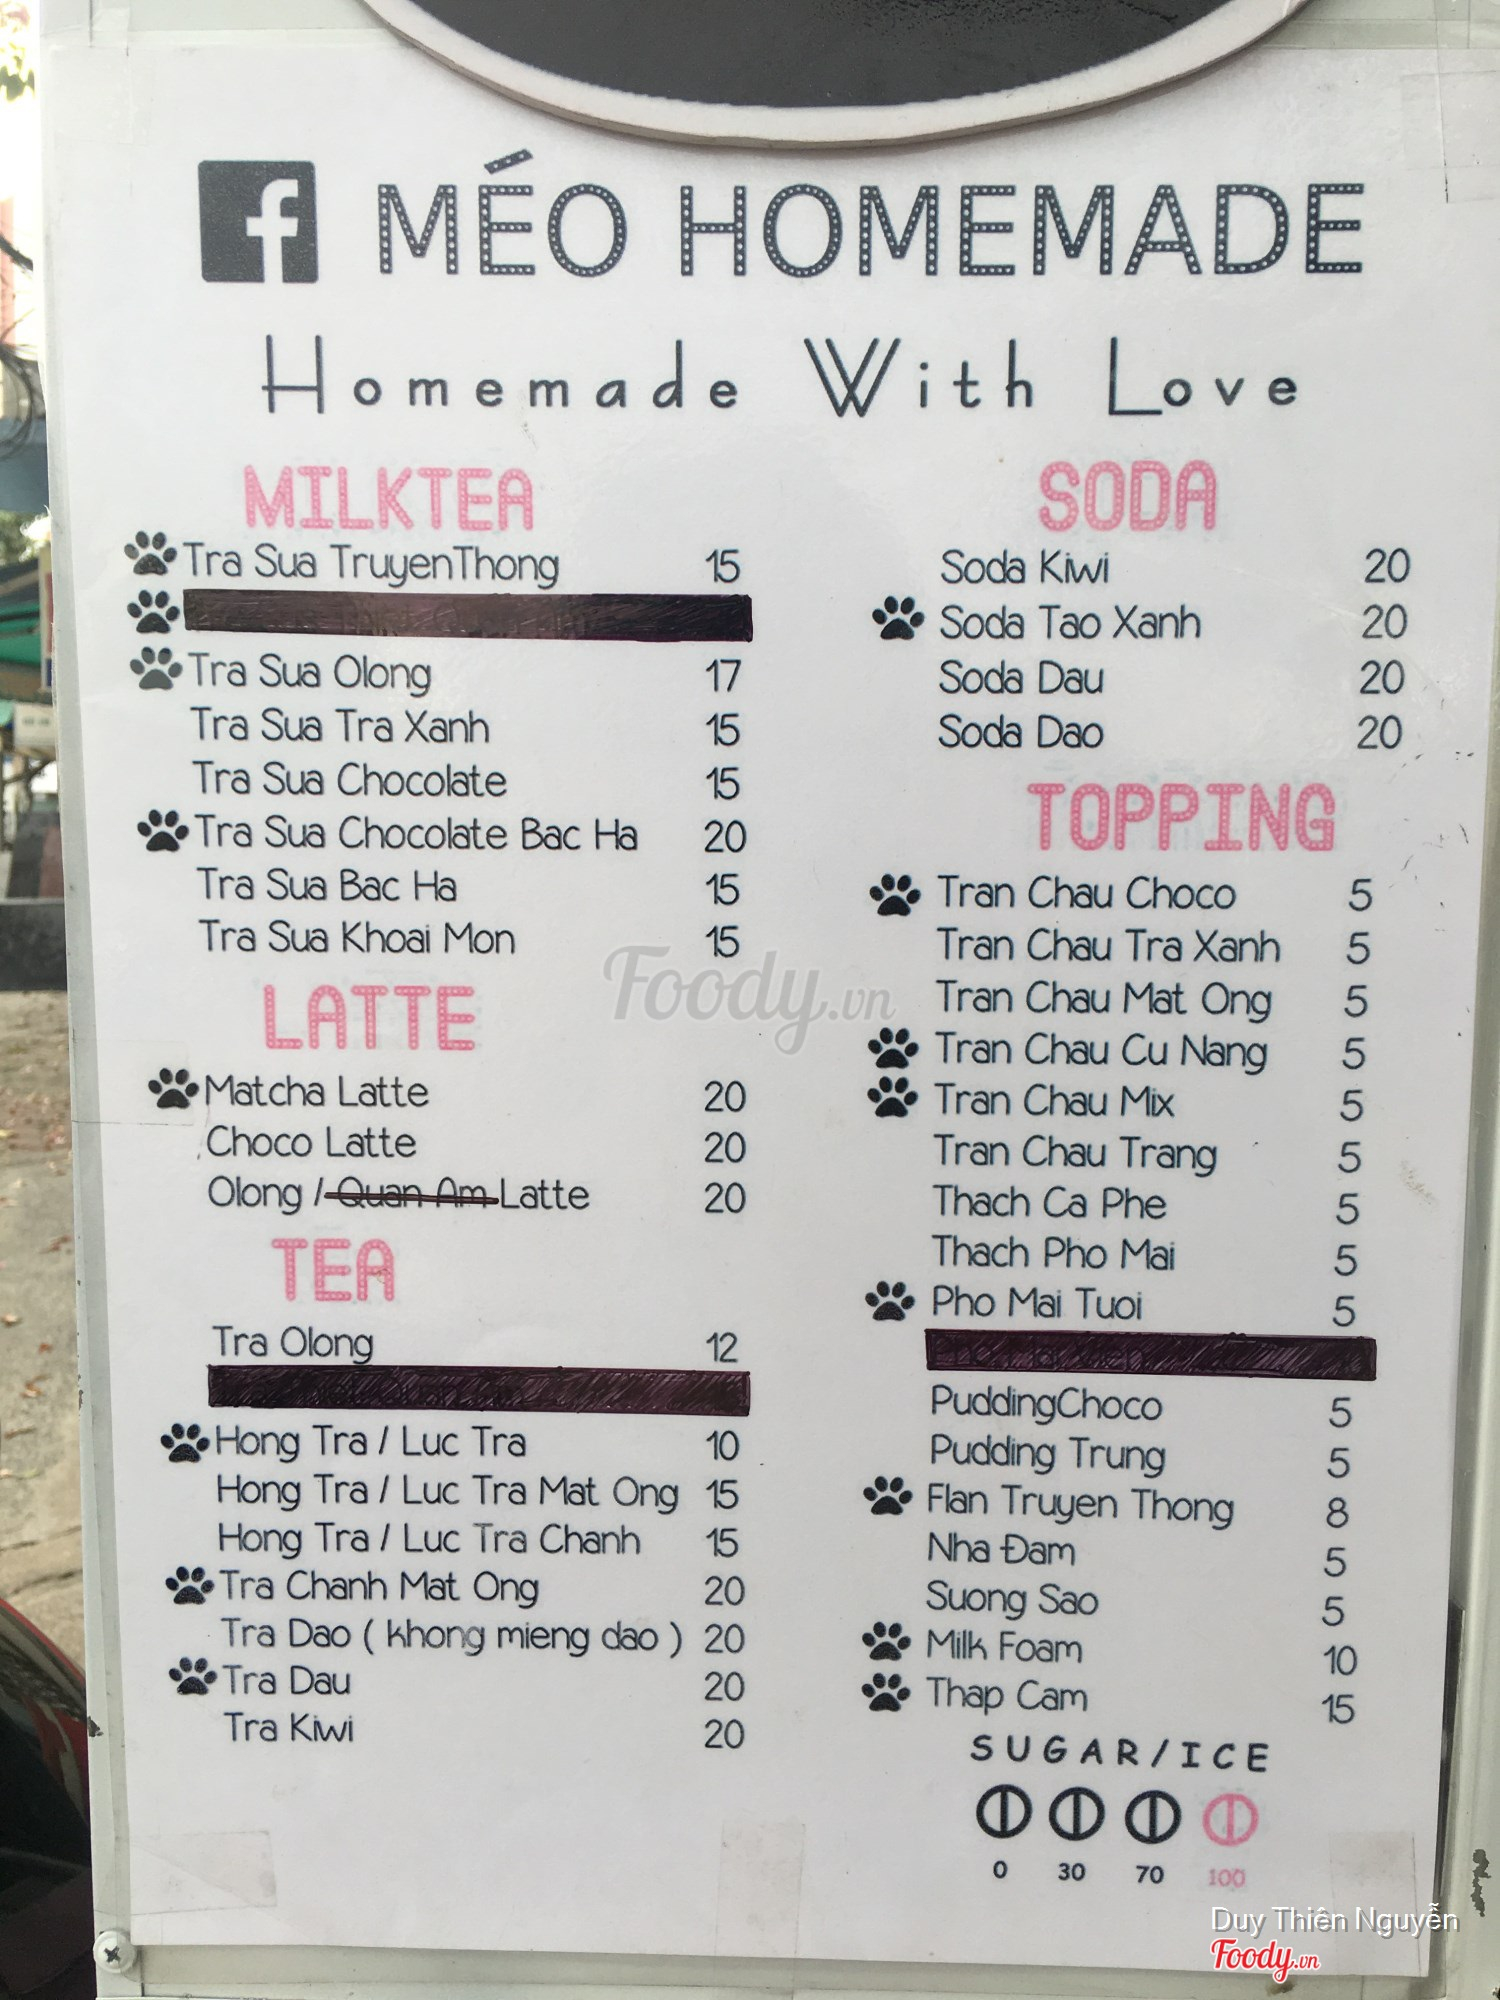 f MÉO HOMEMADE
Homemade With Love
MILKTEA
Tra Sua TruyenThong 15
Tra Sua Olong 17
Tra Sua Tra Xanh 15
Tra Sua Chocolate 15
Tra Sua Chocolate Bac Ha 20
Tra Sua Bac Ha 15
Tra Sua Khoai Mon 15
LATTE
Matcha Latte 20
Choco Latte 20
Olong / Quan Am Latte 20
TEA
Tra Olong 12
Hong Tra / Luc Tra 10
Hong Tra / Luc Tra Mat Ong 15
Hong Tra / Luc Tra Chanh 15
Tra Chanh Mat Ong 20
Tra Dao ( khong mieng dao ) 20
Tra Dau 20
Tra Kiwi 20
SODA
Soda Kiwi 20
Soda Tao Xanh 20
Soda Dau 20
Soda Dao 20
TOPPING
Tran Chau Choco 5
Tran Chau Tra Xanh 5
Tran Chau Mat Ong 5
Tran Chau Cu Nang 5
Tran Chau Mix 5
Tran Chau Trang 5
Thach Ca Phe 5
Thach Pho Mai 5
Pho Mai Tuoi 5
PuddingChoco 5
Pudding Trung 5
Flan Truyen Thong 8
Nha Đam 5
Suong Sao 5
Milk Foam 10
Thap Cam 15
SUGAR/ICE
0 30 70 100
Foody.vn
Duy Thiên Nguyễn
Foody.vn